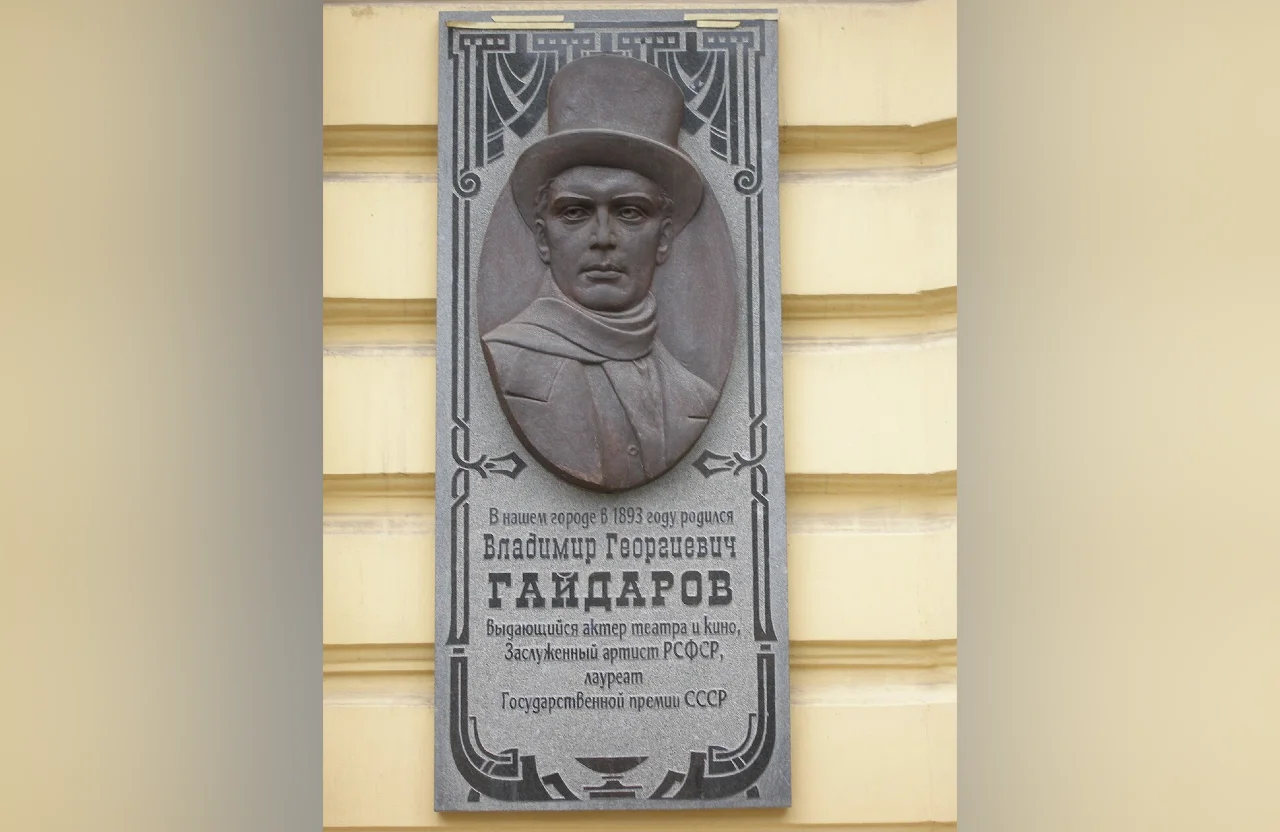 В нашем городе в 1893 году родился
Владимир Георгиевич
ГАЙДАРОВ
Выдающийся актер театра и кино,
Заслуженный артист РСФСР,
лауреат
Государственной премии СССР